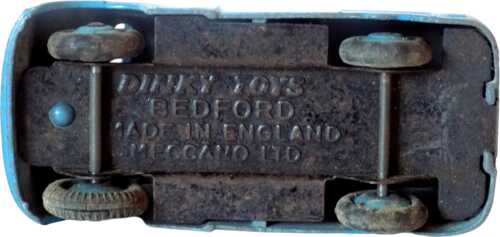 DINKY TOYS
BEDFORD
MADE IN ENGLAND
MECCANO LTD